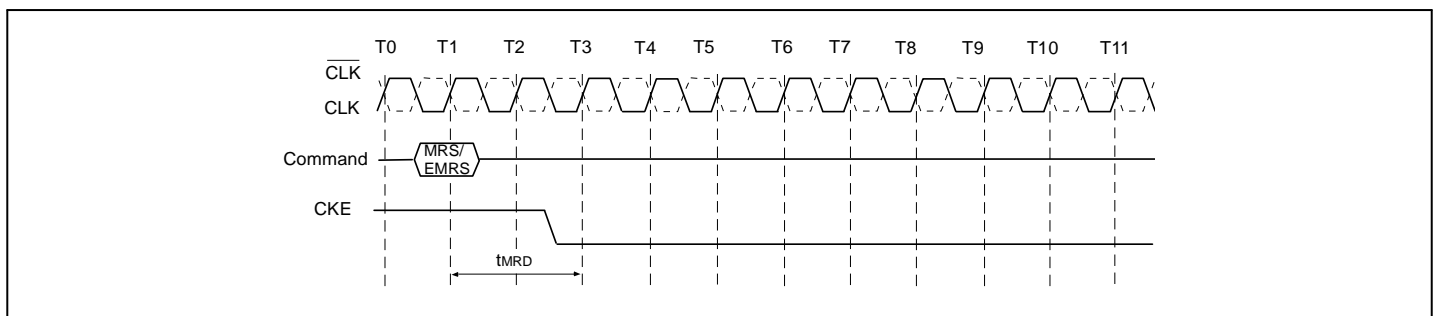 T0 T1 T2 T3 T4 T5 T6 T7 T8 T9 T10 T11
CLK
CLK
Command
MRS/
EMRS
CKE
tMRD